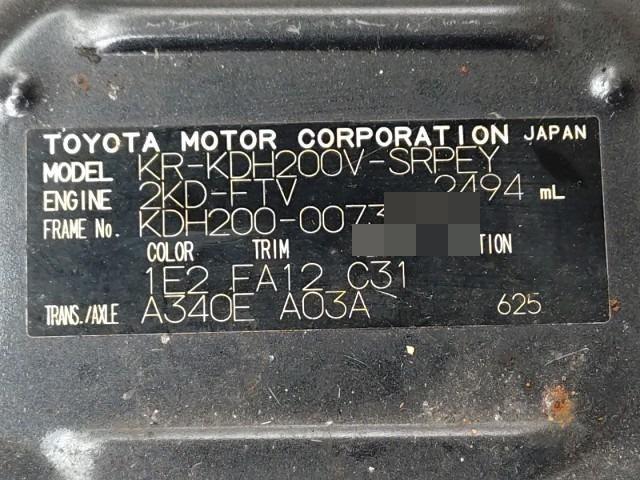 TOYOTA MOTOR CORPORATION JAPAN
MODEL KR-KDH200V-SRPEY
ENGINE 2KD-FTV 2494 mL
FRAME No. KDH200-0073
COLOR TRIM TION
1E2 FA12 C31
TRANS./AXLE A340E A03A 625